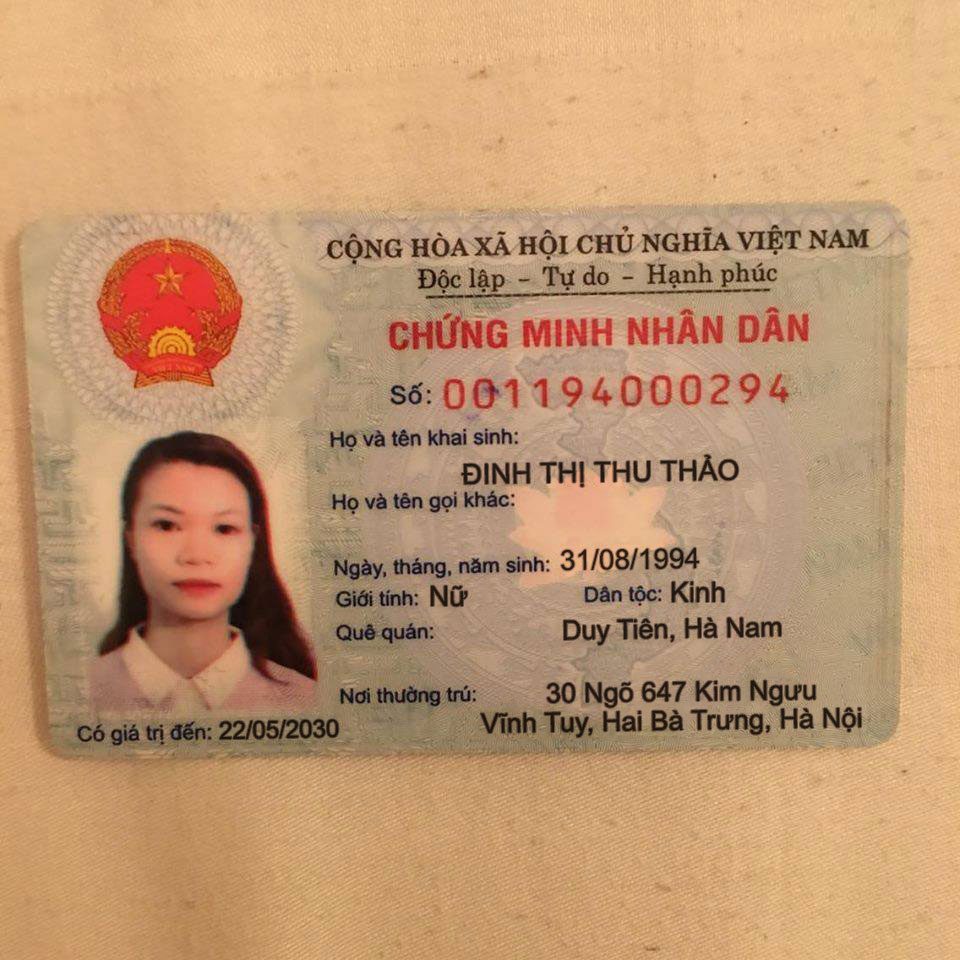 CỘNG HÒA XÃ HỘI CHỦ NGHĨA VIỆT NAM
Độc lập - Tự do - Hạnh phúc
VIỆT NAM
CHỨNG MINH NHÂN DÂN
Số: 001194000294
Họ và tên khai sinh:
ĐINH THỊ THU THẢO
Họ và tên gọi khác:
Ngày, tháng, năm sinh: 31/08/1994
Giới tính: Nữ Dân tộc: Kinh
Quê quán: Duy Tiên, Hà Nam
Nơi thường trú: 30 Ngõ 647 Kim Ngưu
Vĩnh Tuy, Hai Bà Trưng, Hà Nội
Có giá trị đến: 22/05/2030